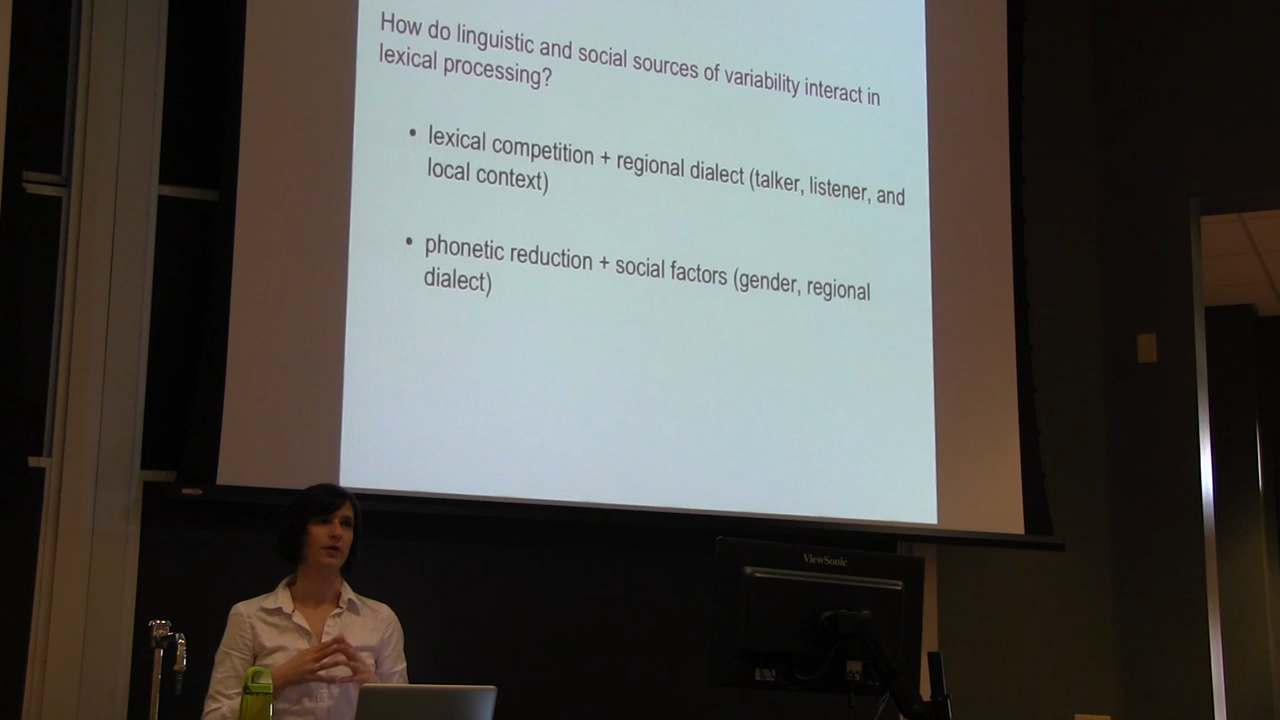 How do linguistic and social sources of variability interact in
lexical processing?
• lexical competition + regional dialect (talker, listener, and
local context)
• phonetic reduction + social factors (gender, regional
dialect)
ViewSonic